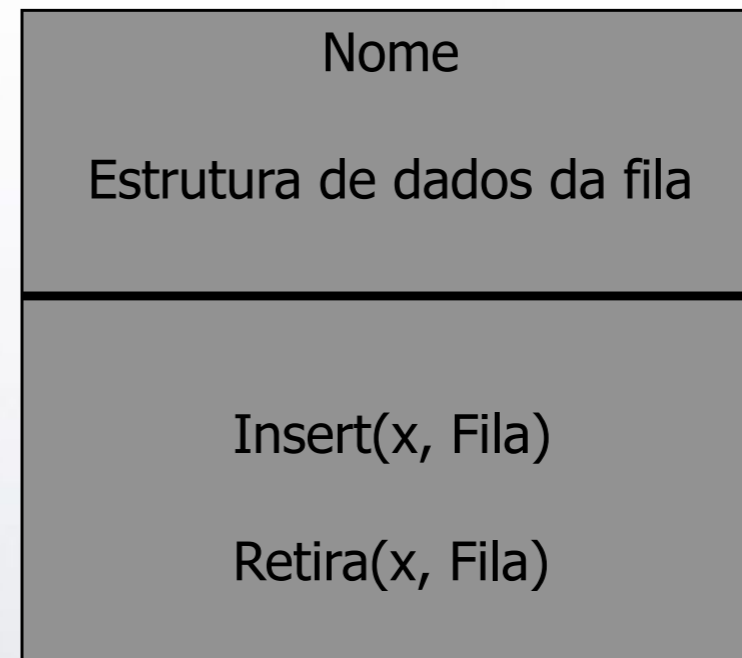 Nome
Estrutura de dados da fila
Insert(x, Fila)
Retira(x, Fila)